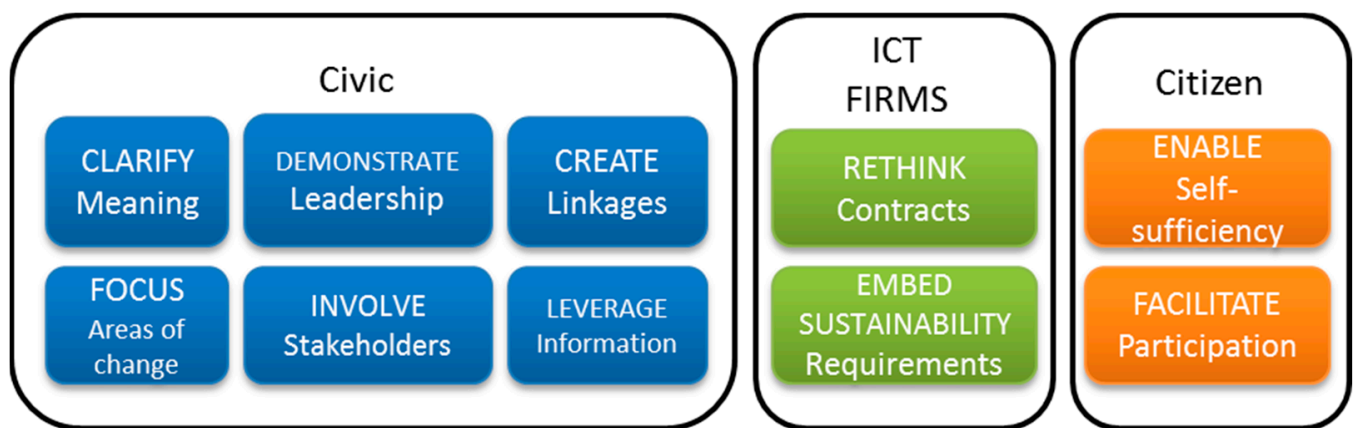 Civic
CLARIFY
Meaning
DEMONSTRATE
Leadership
CREATE
Linkages
FOCUS
Areas of
change
INVOLVE
Stakeholders
LEVERAGE
Information
ICT
FIRMS
RETHINK
Contracts
EMBED
SUSTAINABILITY
Requirements
Citizen
ENABLE
Self-
sufficiency
FACILITATE
Participation